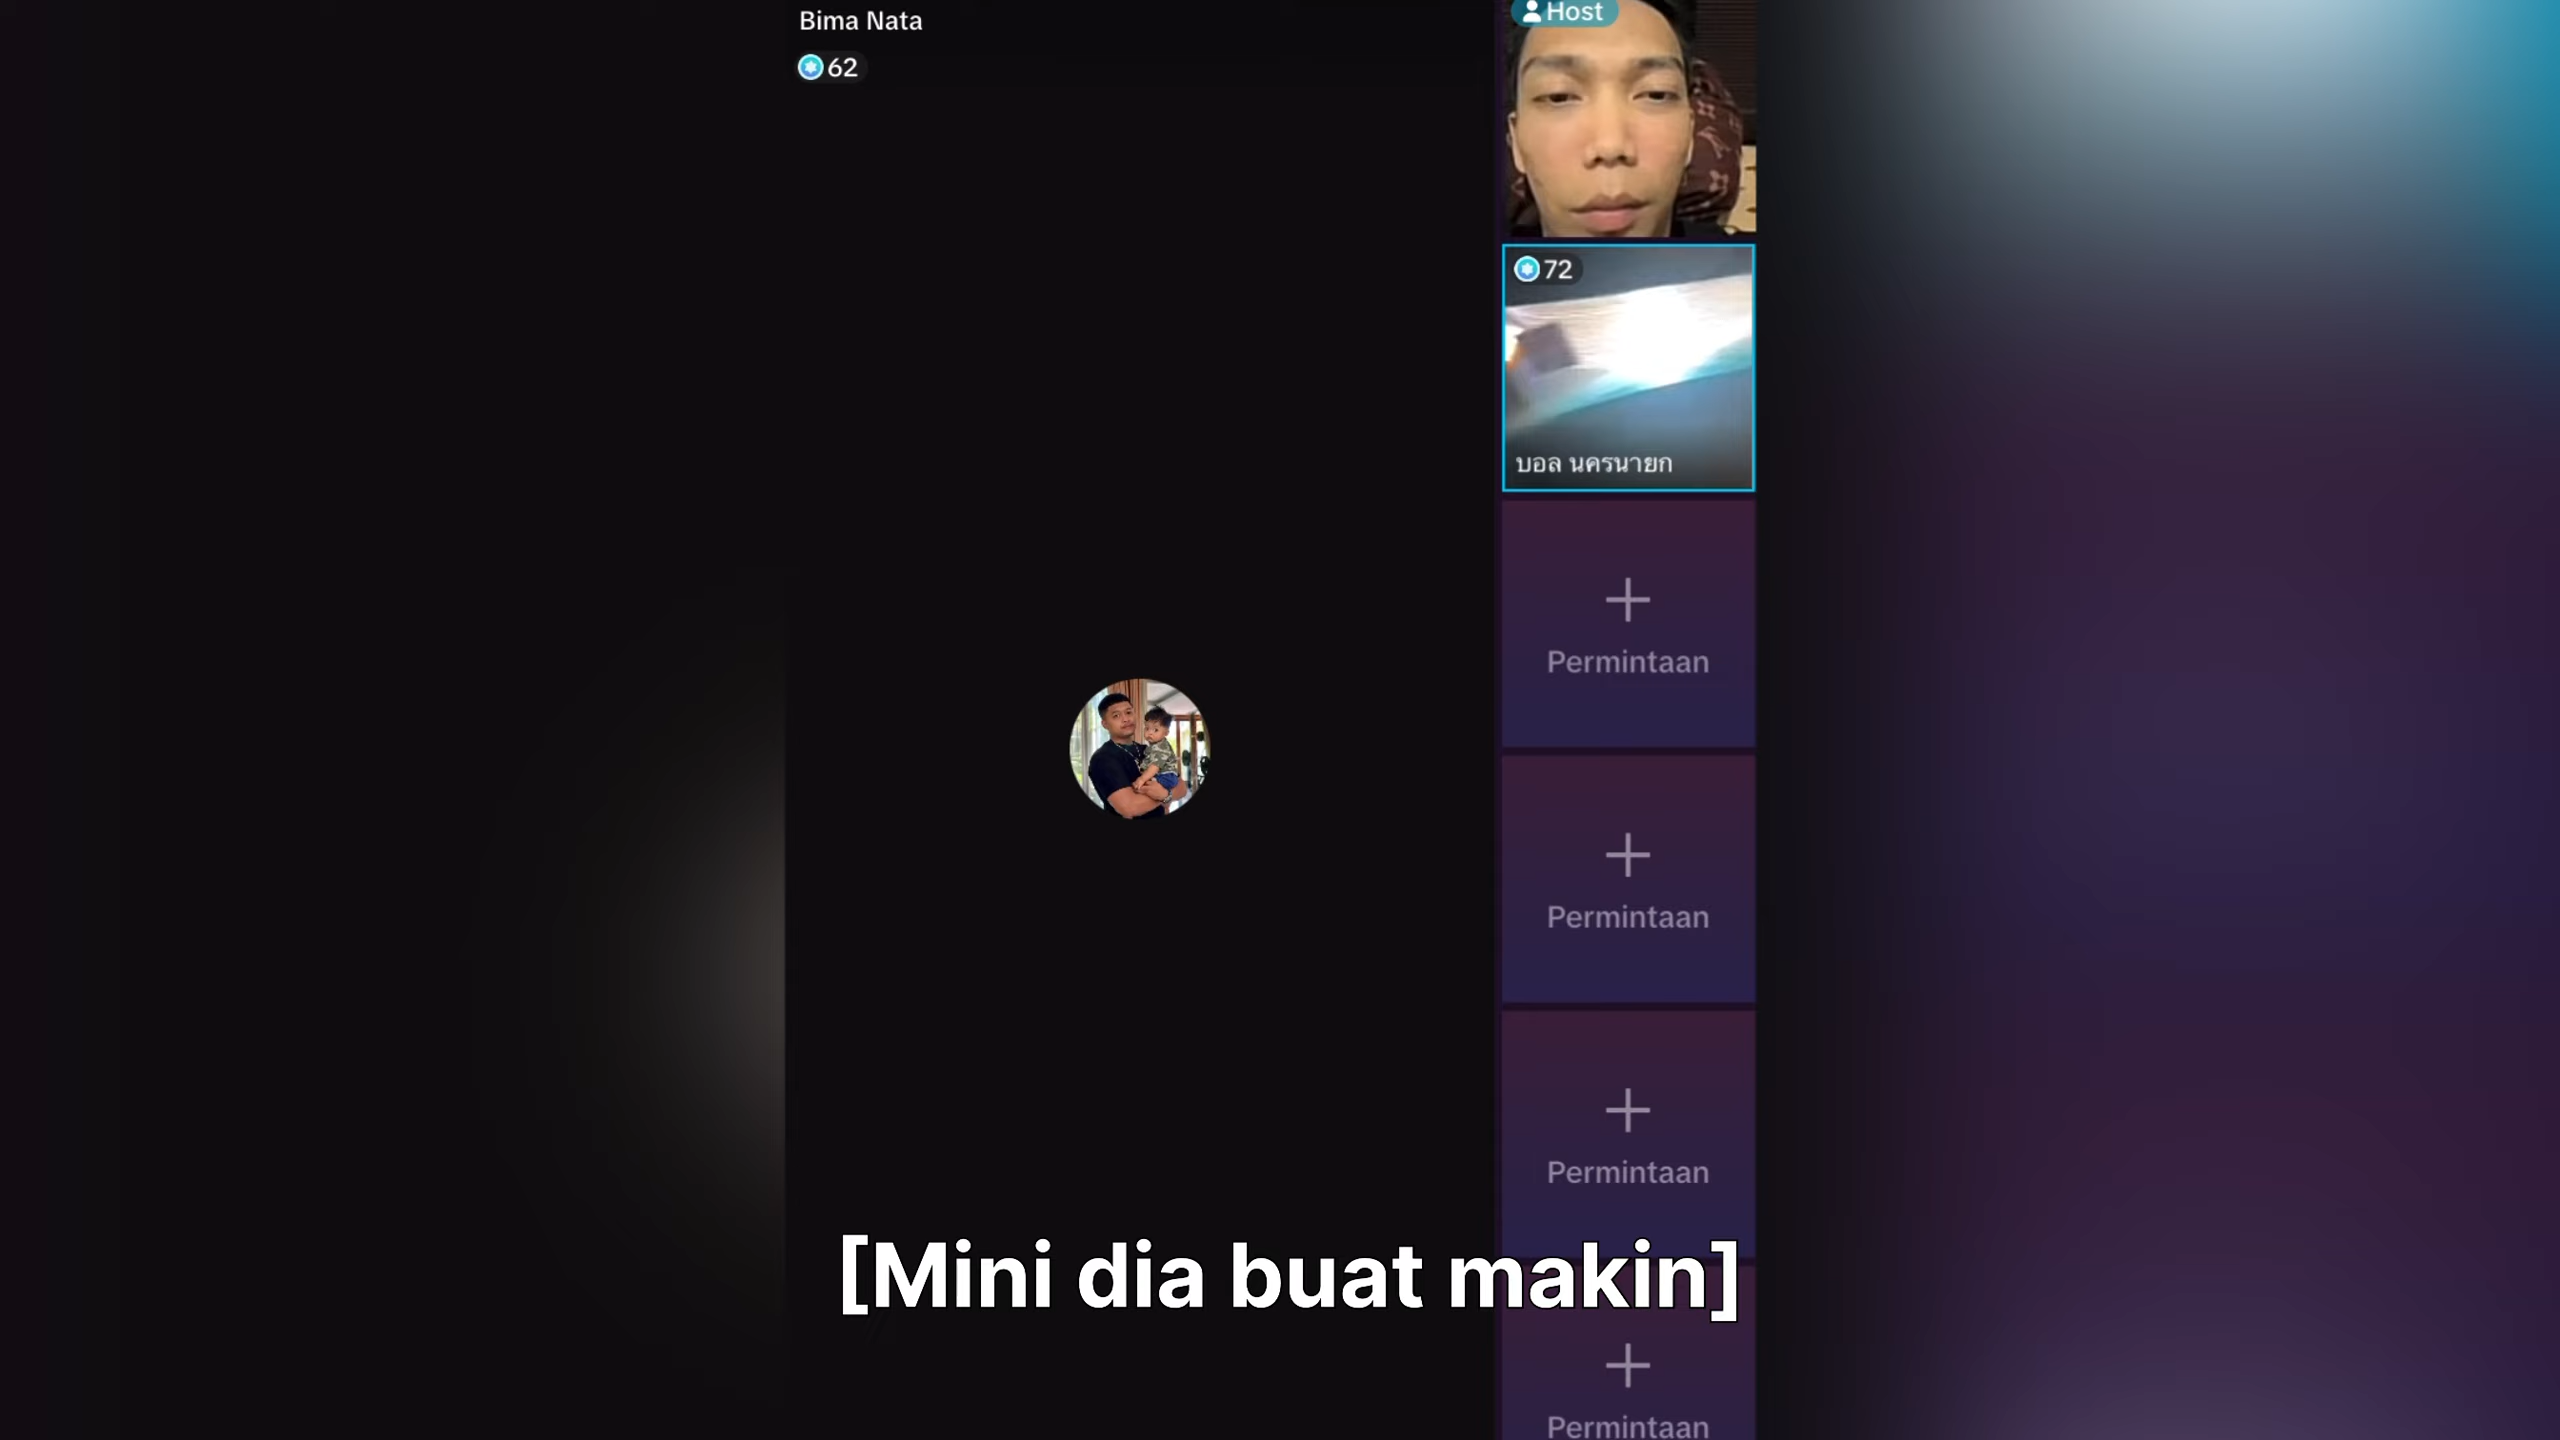 Bima Nata
62
Host
72
บอล นครนายก
Permintaan
Permintaan
Permintaan
[Mini dia buat makin]
Permintaan